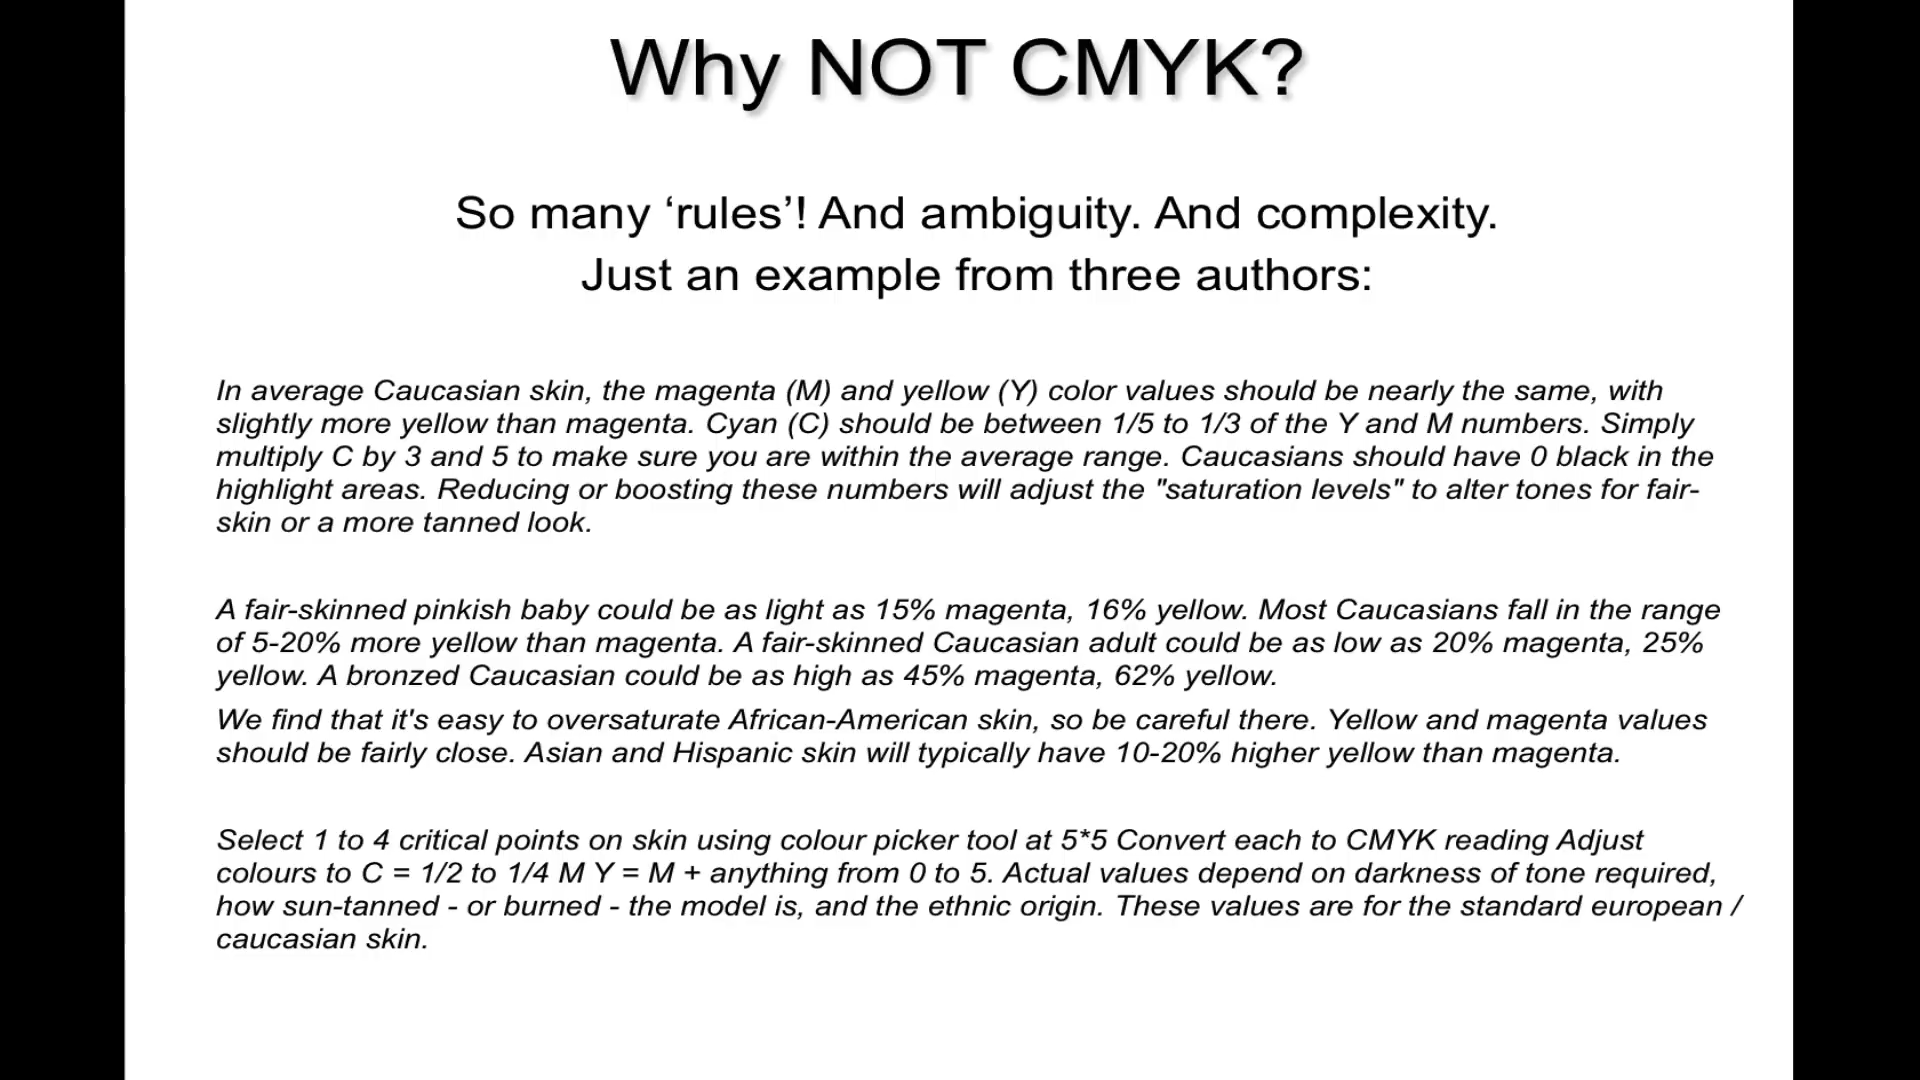 Why NOT CMYK?
So many ‘rules’! And ambiguity. And complexity.
Just an example from three authors:
In average Caucasian skin, the magenta (M) and yellow (Y) color values should be nearly the same, with
slightly more yellow than magenta. Cyan (C) should be between 1/5 to 1/3 of the Y and M numbers. Simply
multiply C by 3 and 5 to make sure you are within the average range. Caucasians should have 0 black in the
highlight areas. Reducing or boosting these numbers will adjust the "saturation levels" to alter tones for fair-
skin or a more tanned look.
A fair-skinned pinkish baby could be as light as 15% magenta, 16% yellow. Most Caucasians fall in the range
of 5-20% more yellow than magenta. A fair-skinned Caucasian adult could be as low as 20% magenta, 25%
yellow. A bronzed Caucasian could be as high as 45% magenta, 62% yellow.
We find that it's easy to oversaturate African-American skin, so be careful there. Yellow and magenta values
should be fairly close. Asian and Hispanic skin will typically have 10-20% higher yellow than magenta.
Select 1 to 4 critical points on skin using colour picker tool at 5*5 Convert each to CMYK reading Adjust
colours to C = 1/2 to 1/4 M Y = M + anything from 0 to 5. Actual values depend on darkness of tone required,
how sun-tanned - or burned - the model is, and the ethnic origin. These values are for the standard european /
caucasian skin.